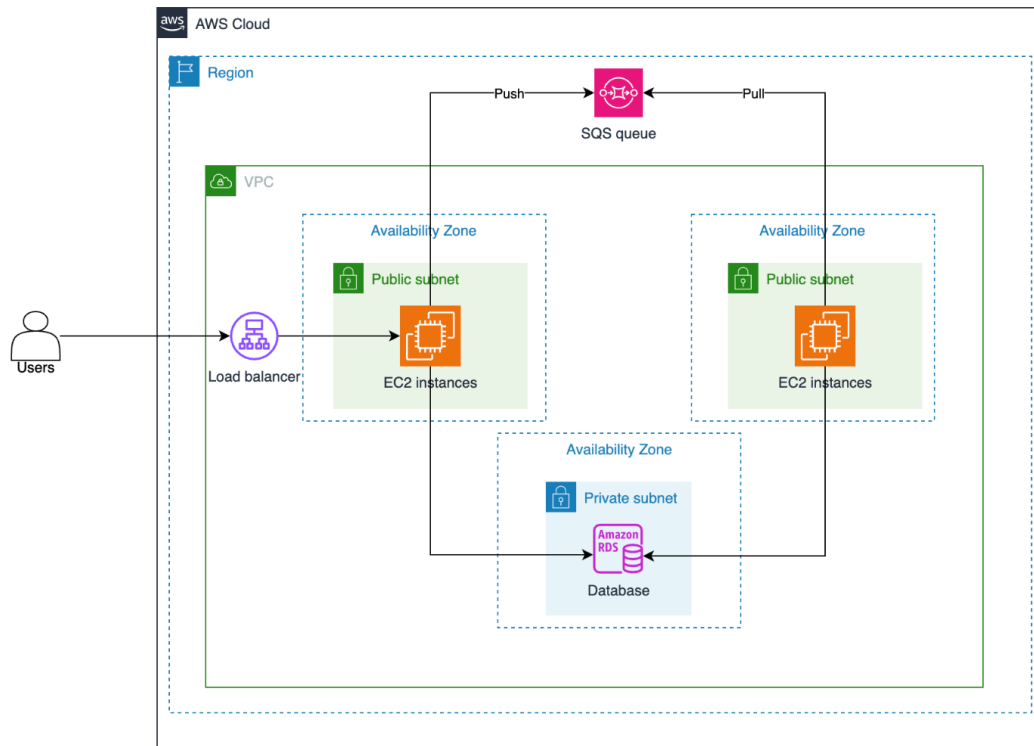 aws
AWS Cloud
Region
Push
Pull
SQS queue
VPC
Availability Zone
Availability Zone
Public subnet
Public subnet
Users
Load balancer
EC2 instances
EC2 instances
Availability Zone
Private subnet
Amazon
RDS
Database